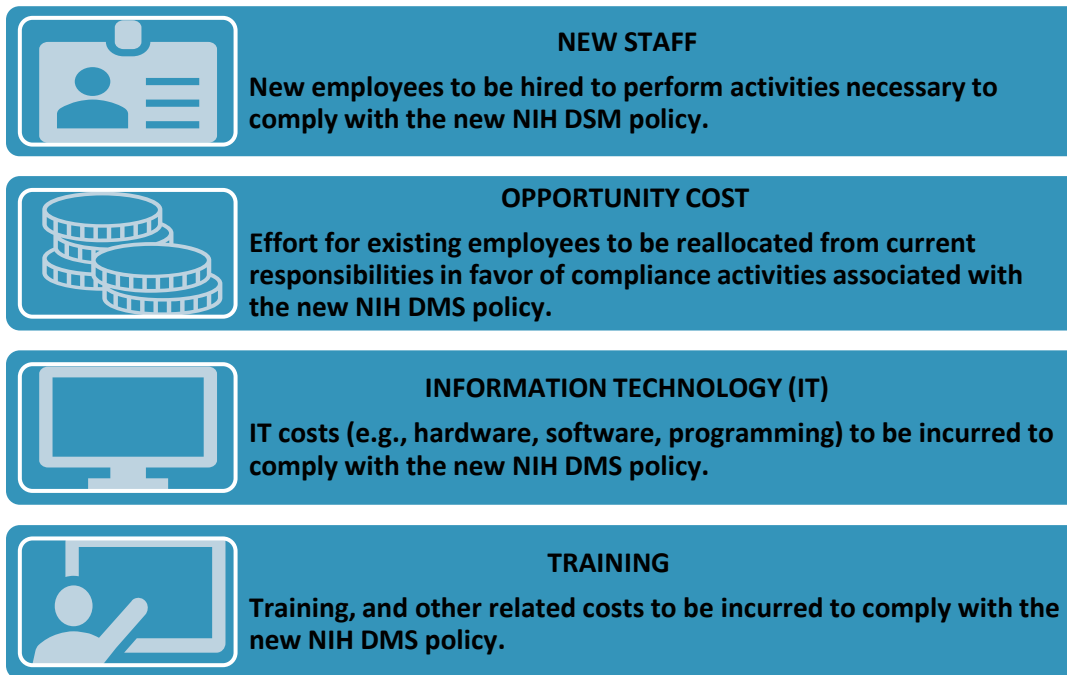 NEW STAFF
New employees to be hired to perform activities necessary to
comply with the new NIH DSM policy.
OPPORTUNITY COST
Effort for existing employees to be reallocated from current
responsibilities in favor of compliance activities associated with
the new NIH DMS policy.
INFORMATION TECHNOLOGY (IT)
IT costs (e.g., hardware, software, programming) to be incurred to
comply with the new NIH DMS policy.
TRAINING
Training, and other related costs to be incurred to comply with the
new NIH DMS policy.